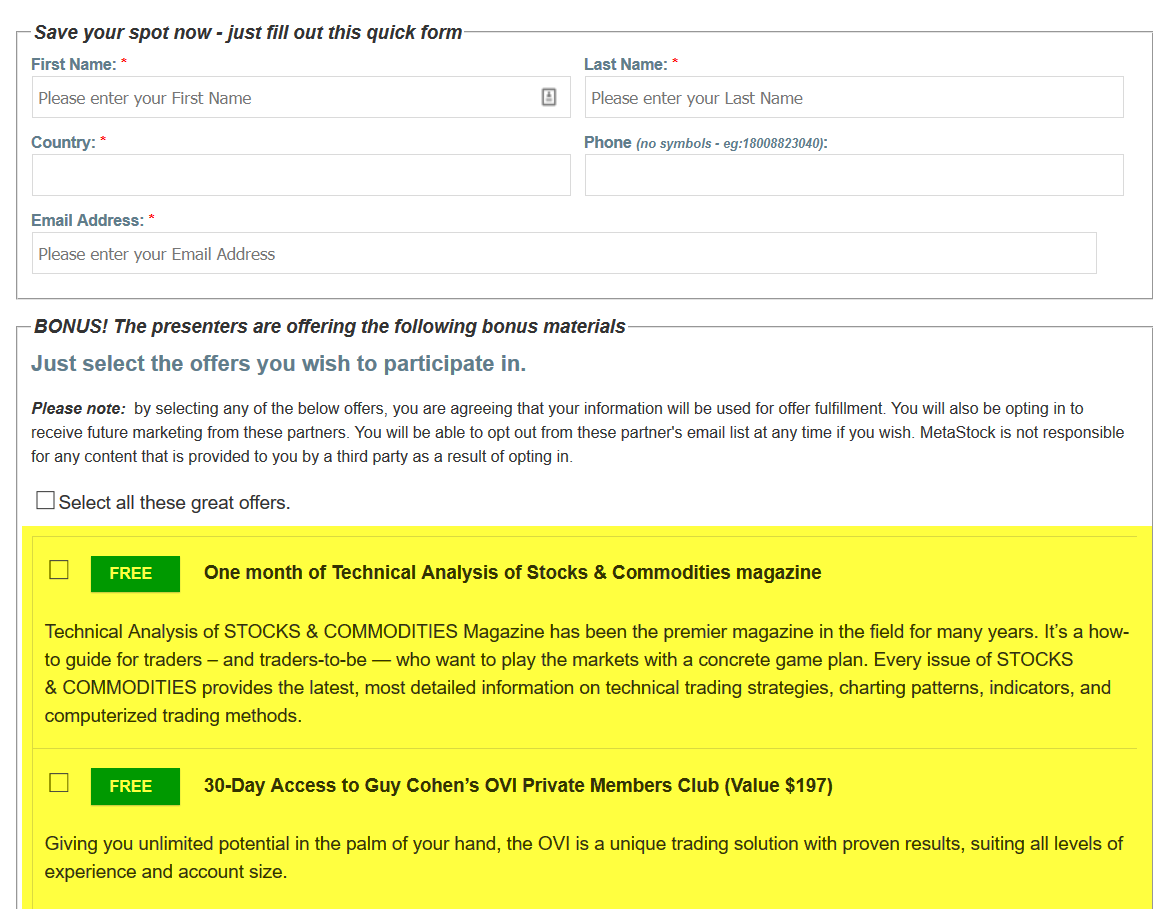 Save your spot now - just fill out this quick form
First Name: * Last Name: *
Please enter your First Name Please enter your Last Name
Country: * Phone (no symbols - eg:18008823040):
Email Address: *
Please enter your Email Address
BONUS! The presenters are offering the following bonus materials
Just select the offers you wish to participate in.
Please note: by selecting any of the below offers, you are agreeing that your information will be used for offer fulfillment. You will also be opting in to
receive future marketing from these partners. You will be able to opt out from these partner's email list at any time if you wish. MetaStock is not responsible
for any content that is provided to you by a third party as a result of opting in.
Select all these great offers.
FREE One month of Technical Analysis of Stocks & Commodities magazine
Technical Analysis of STOCKS & COMMODITIES Magazine has been the premier magazine in the field for many years. It’s a how-
to guide for traders – and traders-to-be — who want to play the markets with a concrete game plan. Every issue of STOCKS
& COMMODITIES provides the latest, most detailed information on technical trading strategies, charting patterns, indicators, and
computerized trading methods.
FREE 30-Day Access to Guy Cohen’s OVI Private Members Club (Value $197)
Giving you unlimited potential in the palm of your hand, the OVI is a unique trading solution with proven results, suiting all levels of
experience and account size.